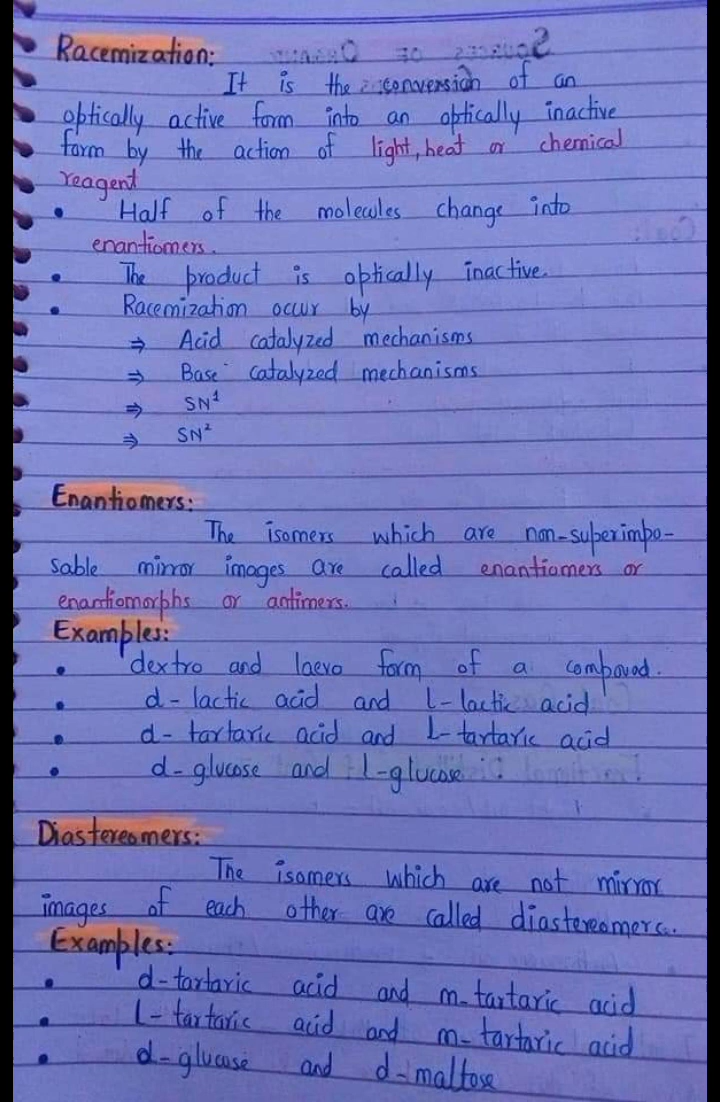 Racemization:
It is the conversion of an
optically active form into an optically inactive
form by the action of light, heat or chemical
reagent
• Half of the molecules change into
enantiomers.
• The product is optically inactive.
• Racemization occur by
⇒ Acid catalyzed mechanisms
⇒ Base catalyzed mechanisms
⇒ SN¹
⇒ SN²
Enantiomers:
The isomers which are non-superimpo-
sable mirror images are called enantiomers or
enantiomorphs or antimers.
Examples:
• dextro and laevo form of a compound.
• d-lactic acid and l-lactic acid
• d-tartaric acid and l-tartaric acid
• d-glucose and l-glucose
Diastereomers:
The isomers which are not mirror
images of each other are called diastereomers.
Examples:
• d-tartaric acid and m-tartaric acid
• l-tartaric acid and m-tartaric acid
• d-glucose and d-maltose